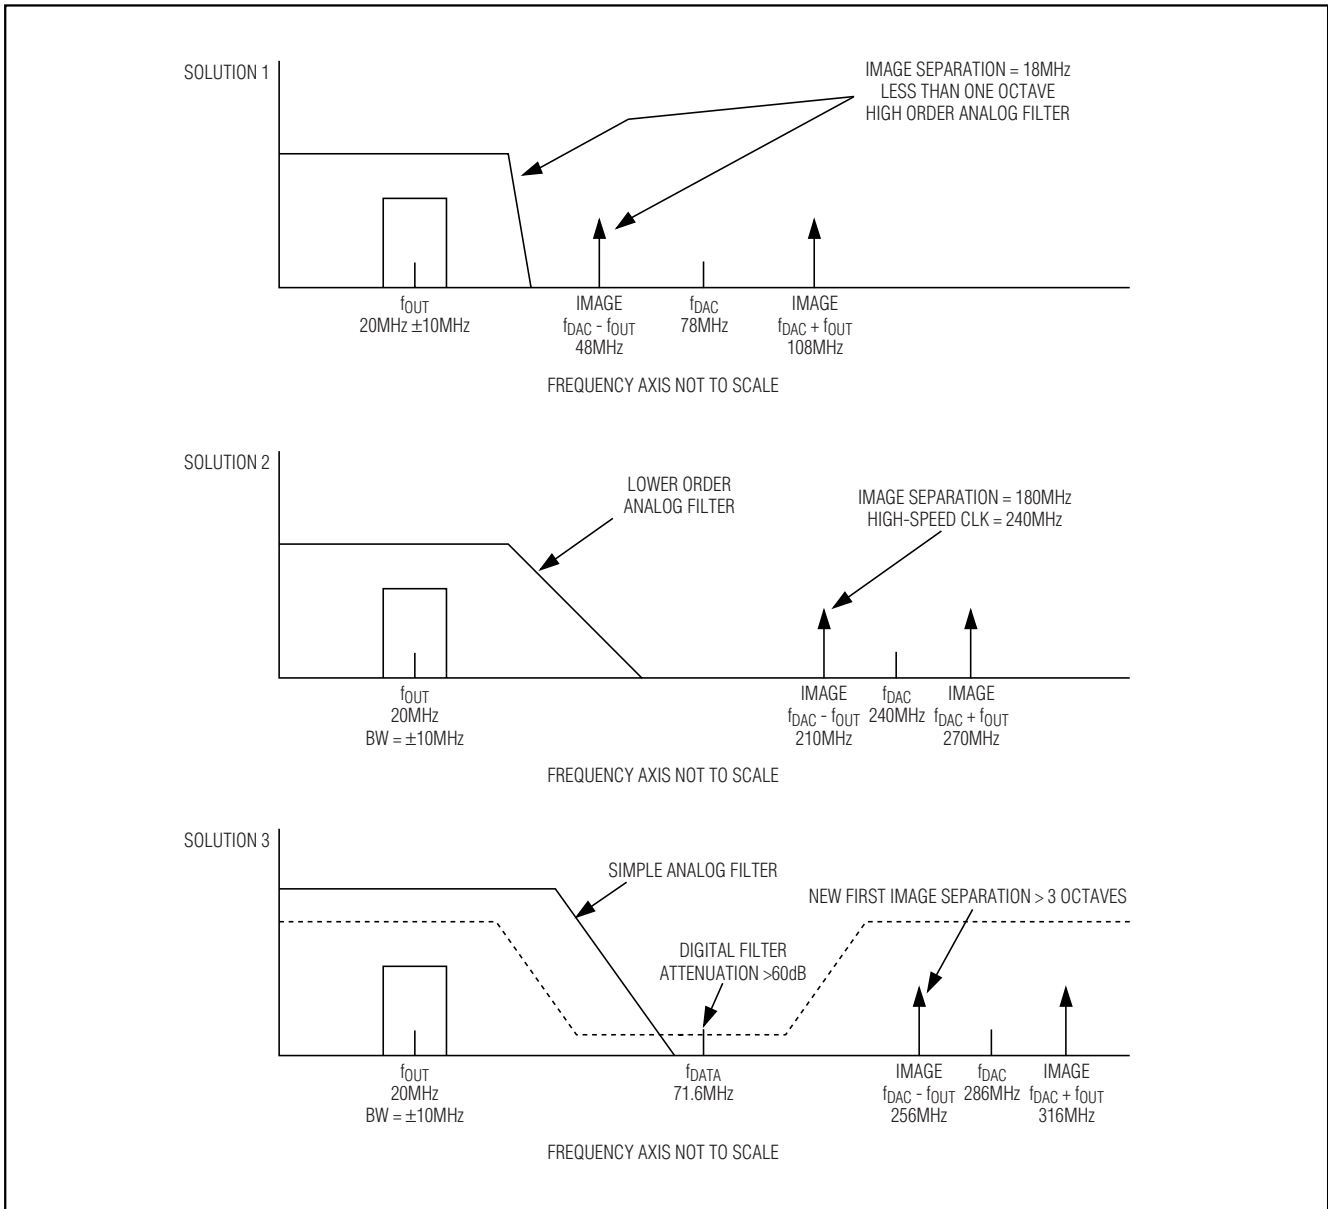 SOLUTION 1
IMAGE SEPARATION = 18MHz
LESS THAN ONE OCTAVE
HIGH ORDER ANALOG FILTER
fOUT
20MHz ±10MHz
IMAGE
fDAC - fOUT
48MHz
fDAC
78MHz
IMAGE
fDAC + fOUT
108MHz
FREQUENCY AXIS NOT TO SCALE
SOLUTION 2
LOWER ORDER
ANALOG FILTER
IMAGE SEPARATION = 180MHz
HIGH-SPEED CLK = 240MHz
fOUT
20MHz
BW = ±10MHz
IMAGE
fDAC - fOUT
210MHz
fDAC
240MHz
IMAGE
fDAC + fOUT
270MHz
FREQUENCY AXIS NOT TO SCALE
SOLUTION 3
SIMPLE ANALOG FILTER
NEW FIRST IMAGE SEPARATION > 3 OCTAVES
DIGITAL FILTER
ATTENUATION >60dB
fOUT
20MHz
BW = ±10MHz
fDATA
71.6MHz
IMAGE
fDAC - fOUT
256MHz
fDAC
286MHz
IMAGE
fDAC + fOUT
316MHz
FREQUENCY AXIS NOT TO SCALE